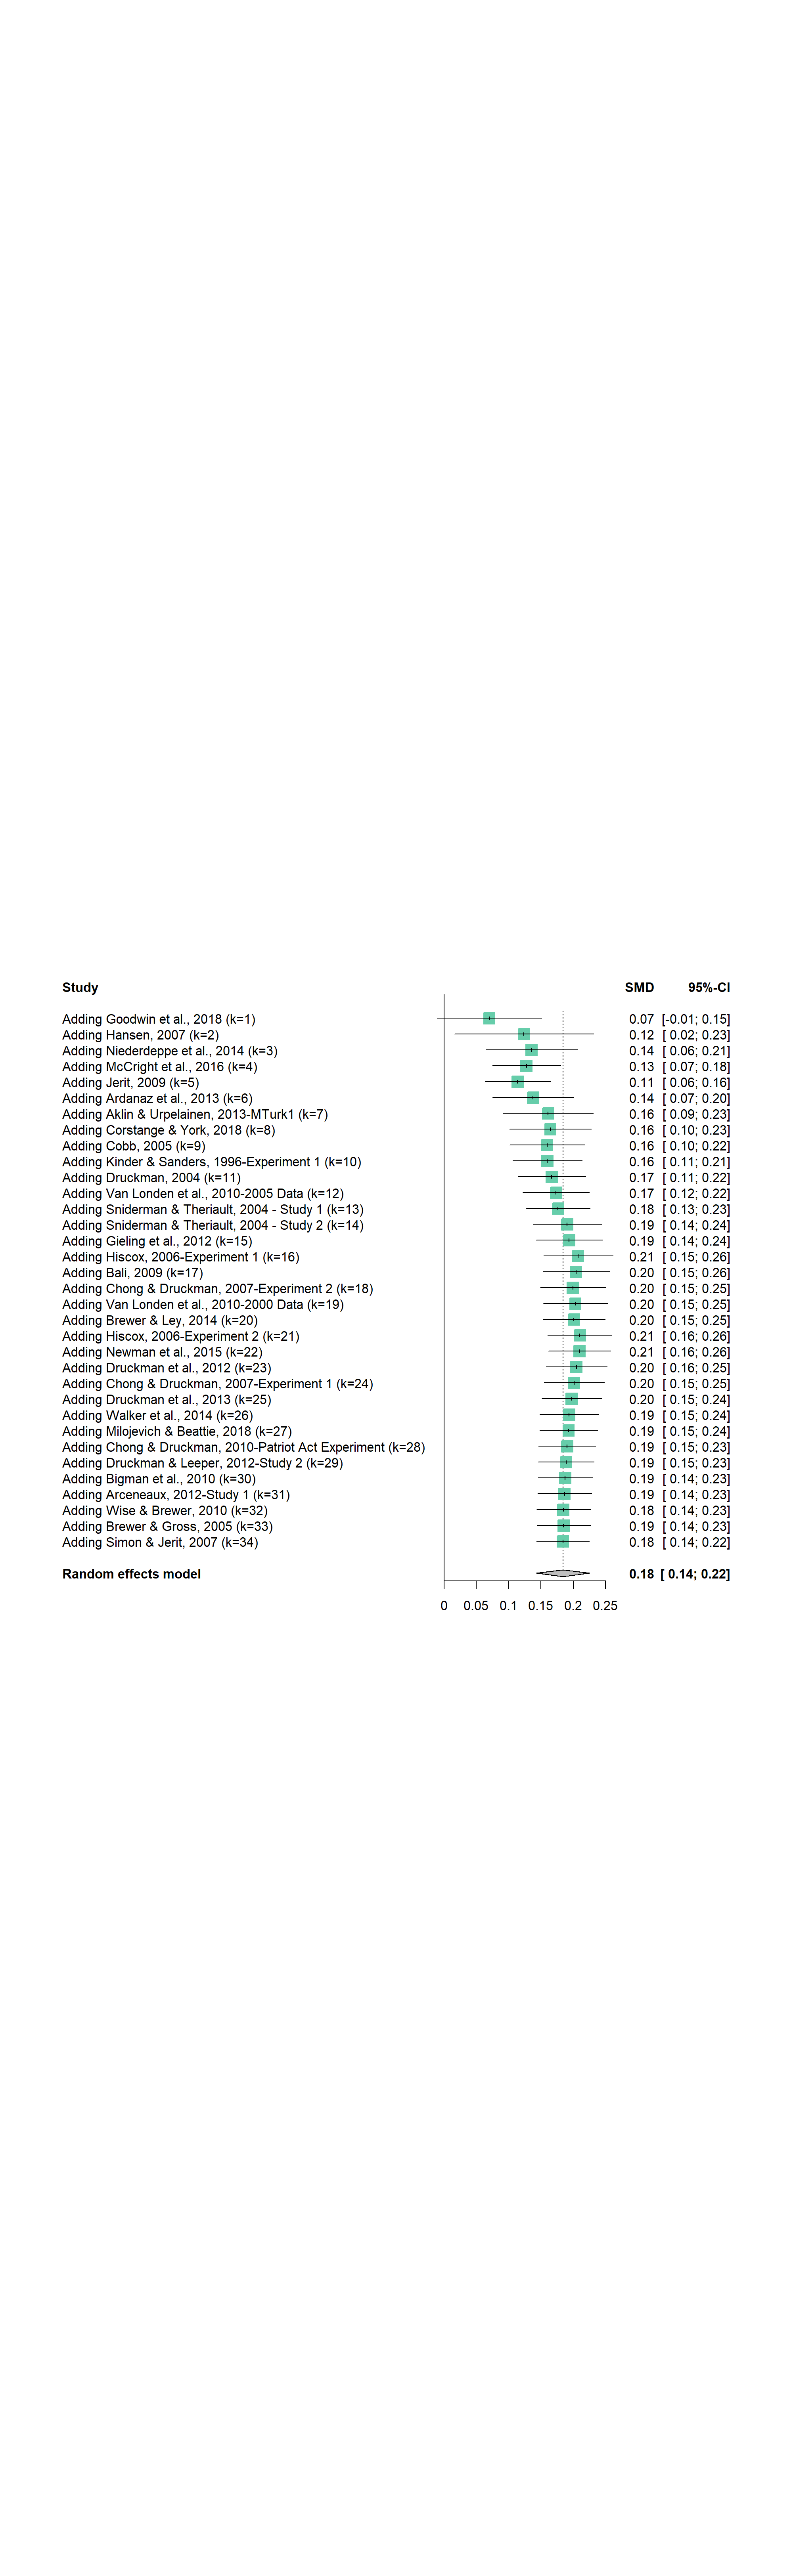 Study SMD 95%-CI
Adding Goodwin et al., 2018 (k=1) 0.07 [-0.01; 0.15]
Adding Hansen, 2007 (k=2) 0.12 [ 0.02; 0.23]
Adding Niederdeppe et al., 2014 (k=3) 0.14 [ 0.06; 0.21]
Adding McCright et al., 2016 (k=4) 0.13 [ 0.07; 0.18]
Adding Jerit, 2009 (k=5) 0.11 [ 0.06; 0.16]
Adding Ardanaz et al., 2013 (k=6) 0.14 [ 0.07; 0.20]
Adding Aklin & Urpelainen, 2013-MTurk1 (k=7) 0.16 [ 0.09; 0.23]
Adding Corstange & York, 2018 (k=8) 0.16 [ 0.10; 0.23]
Adding Cobb, 2005 (k=9) 0.16 [ 0.10; 0.22]
Adding Kinder & Sanders, 1996-Experiment 1 (k=10) 0.16 [ 0.11; 0.21]
Adding Druckman, 2004 (k=11) 0.17 [ 0.11; 0.22]
Adding Van Londen et al., 2010-2005 Data (k=12) 0.17 [ 0.12; 0.22]
Adding Sniderman & Theriault, 2004 - Study 1 (k=13) 0.18 [ 0.13; 0.23]
Adding Sniderman & Theriault, 2004 - Study 2 (k=14) 0.19 [ 0.14; 0.24]
Adding Gieling et al., 2012 (k=15) 0.19 [ 0.14; 0.24]
Adding Hiscox, 2006-Experiment 1 (k=16) 0.21 [ 0.15; 0.26]
Adding Bali, 2009 (k=17) 0.20 [ 0.15; 0.26]
Adding Chong & Druckman, 2007-Experiment 2 (k=18) 0.20 [ 0.15; 0.25]
Adding Van Londen et al., 2010-2000 Data (k=19) 0.20 [ 0.15; 0.25]
Adding Brewer & Ley, 2014 (k=20) 0.20 [ 0.15; 0.25]
Adding Hiscox, 2006-Experiment 2 (k=21) 0.21 [ 0.16; 0.26]
Adding Newman et al., 2015 (k=22) 0.21 [ 0.16; 0.26]
Adding Druckman et al., 2012 (k=23) 0.20 [ 0.16; 0.25]
Adding Chong & Druckman, 2007-Experiment 1 (k=24) 0.20 [ 0.15; 0.25]
Adding Druckman et al., 2013 (k=25) 0.20 [ 0.15; 0.24]
Adding Walker et al., 2014 (k=26) 0.19 [ 0.15; 0.24]
Adding Milojevich & Beattie, 2018 (k=27) 0.19 [ 0.15; 0.24]
Adding Chong & Druckman, 2010-Patriot Act Experiment (k=28) 0.19 [ 0.15; 0.23]
Adding Druckman & Leeper, 2012-Study 2 (k=29) 0.19 [ 0.15; 0.23]
Adding Bigman et al., 2010 (k=30) 0.19 [ 0.14; 0.23]
Adding Arceneaux, 2012-Study 1 (k=31) 0.19 [ 0.14; 0.23]
Adding Wise & Brewer, 2010 (k=32) 0.18 [ 0.14; 0.23]
Adding Brewer & Gross, 2005 (k=33) 0.19 [ 0.14; 0.23]
Adding Simon & Jerit, 2007 (k=34) 0.18 [ 0.14; 0.22]
Random effects model 0.18 [ 0.14; 0.22]
0 0.05 0.1 0.15 0.2 0.25